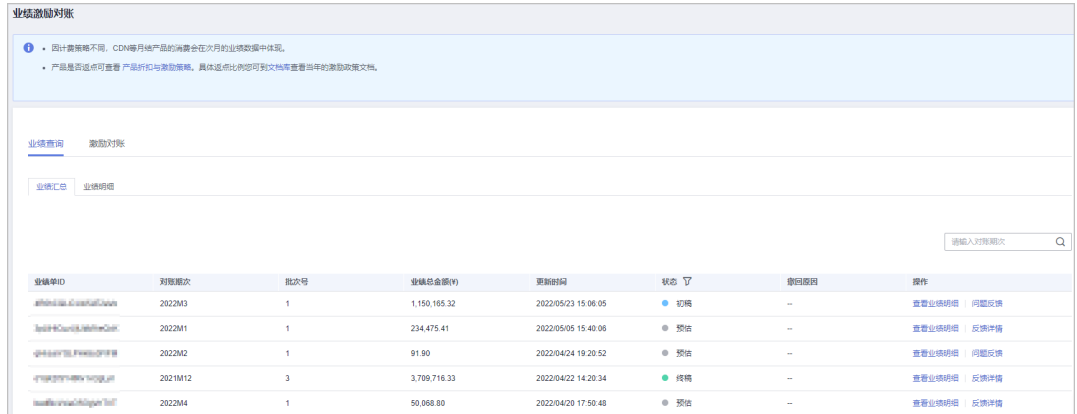 业绩激励对账
• 因计费策略不同，CDN等月结产品的消费会在次月的业绩数据中体现。
• 产品是否返点可查看 产品折扣与激励策略。具体返点比例您可到文档库查看当年的激励政策文档。
业绩查询 激励对账
业绩汇总 业绩明细
请输入对账期次
业绩单ID 对账期次 批次号 业绩总金额(¥) 更新时间 状态 撤回原因 操作
2022M3 1 1,150,165.32 2022/05/23 15:06:05 初稿 -- 查看业绩明细 问题反馈
2022M1 1 234,475.41 2022/05/05 15:40:06 预估 -- 查看业绩明细 反馈详情
2022M2 1 91.90 2022/04/24 19:20:52 预估 -- 查看业绩明细 问题反馈
2021M12 3 3,709,716.33 2022/04/22 14:20:34 终稿 -- 查看业绩明细 反馈详情
2022M4 1 50,068.80 2022/04/20 17:50:48 预估 -- 查看业绩明细 反馈详情